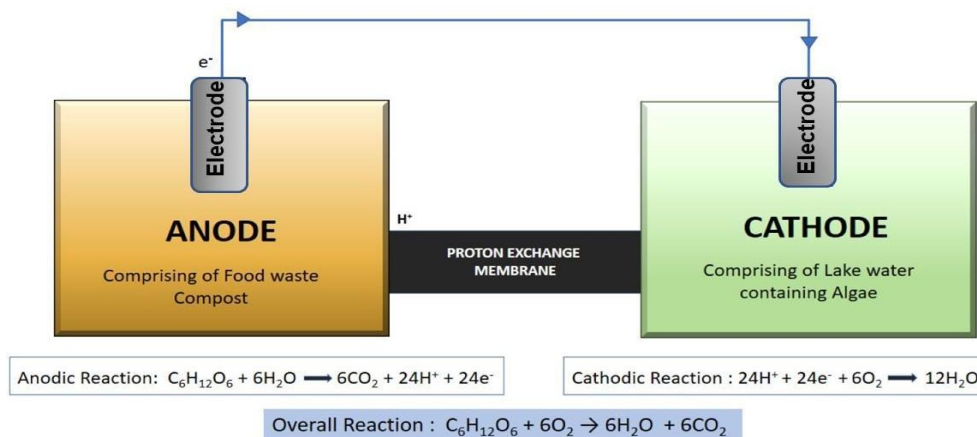 e⁻
Electrode
Electrode
ANODE
Comprising of Food waste
Compost
H⁺
PROTON EXCHANGE
MEMBRANE
CATHODE
Comprising of Lake water
containing Algae
Anodic Reaction: C₆H₁₂O₆ + 6H₂O ⟶ 6CO₂ + 24H⁺ + 24e⁻
Cathodic Reaction : 24H⁺ + 24e⁻ + 6O₂ ⟶ 12H₂O
Overall Reaction : C₆H₁₂O₆ + 6O₂ → 6H₂O + 6CO₂